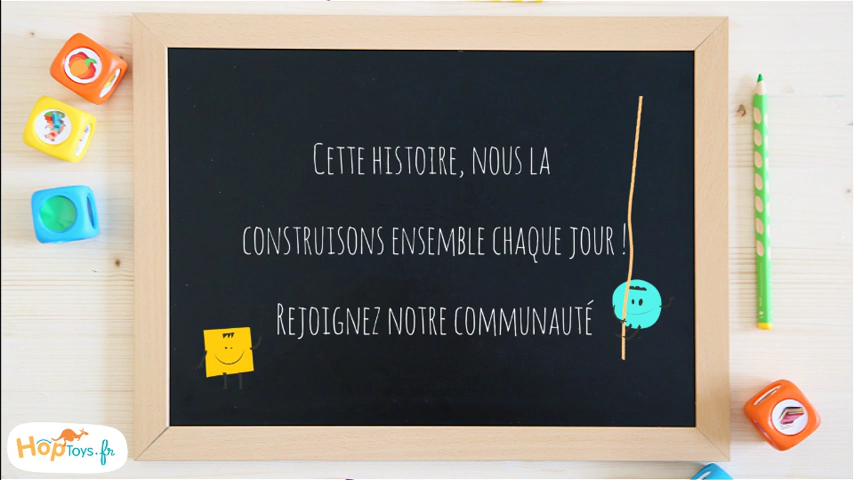 Cette histoire, nous la
construisons ensemble chaque jour !
Rejoignez notre communauté
HopToys.fr